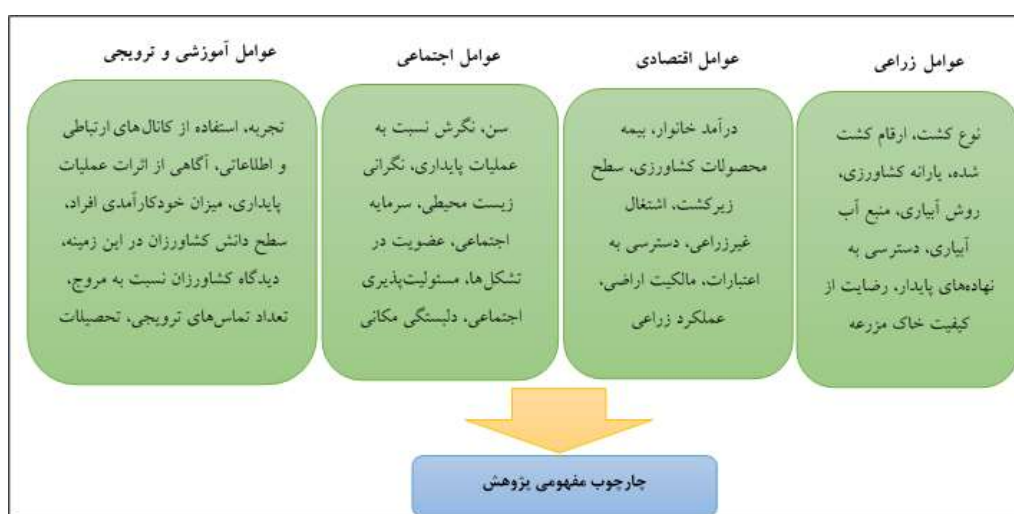 عوامل زراعی
نوع کشت، ارقام کشت
شده، یارانه کشاورزی،
روش آبیاری، منبع آب
آبیاری، دسترسی به
نهاده‌های پایدار، رضایت از
کیفیت خاک مزرعه
عوامل اقتصادی
درآمد خانوار، بیمه
محصولات کشاورزی، سطح
زیرکشت، اشتغال
غیرزراعی، دسترسی به
اعتبارات، مالکیت اراضی،
عملکرد زراعی
عوامل اجتماعی
سن، نگرش نسبت به
عملیات پایداری، نگرانی
زیست محیطی، سرمایه
اجتماعی، عضویت در
تشکل‌ها، مسئولیت‌پذیری
اجتماعی، دلبستگی مکانی
عوامل آموزشی و ترویجی
تجربه، استفاده از کانال‌های ارتباطی
و اطلاعاتی، آگاهی از اثرات عملیات
پایداری، میزان خودکارآمدی افراد،
سطح دانش کشاورزان در این زمینه،
دیدگاه کشاورزان نسبت به مروج،
تعداد تماس‌های ترویجی، تحصیلات
چارچوب مفهومی پژوهش